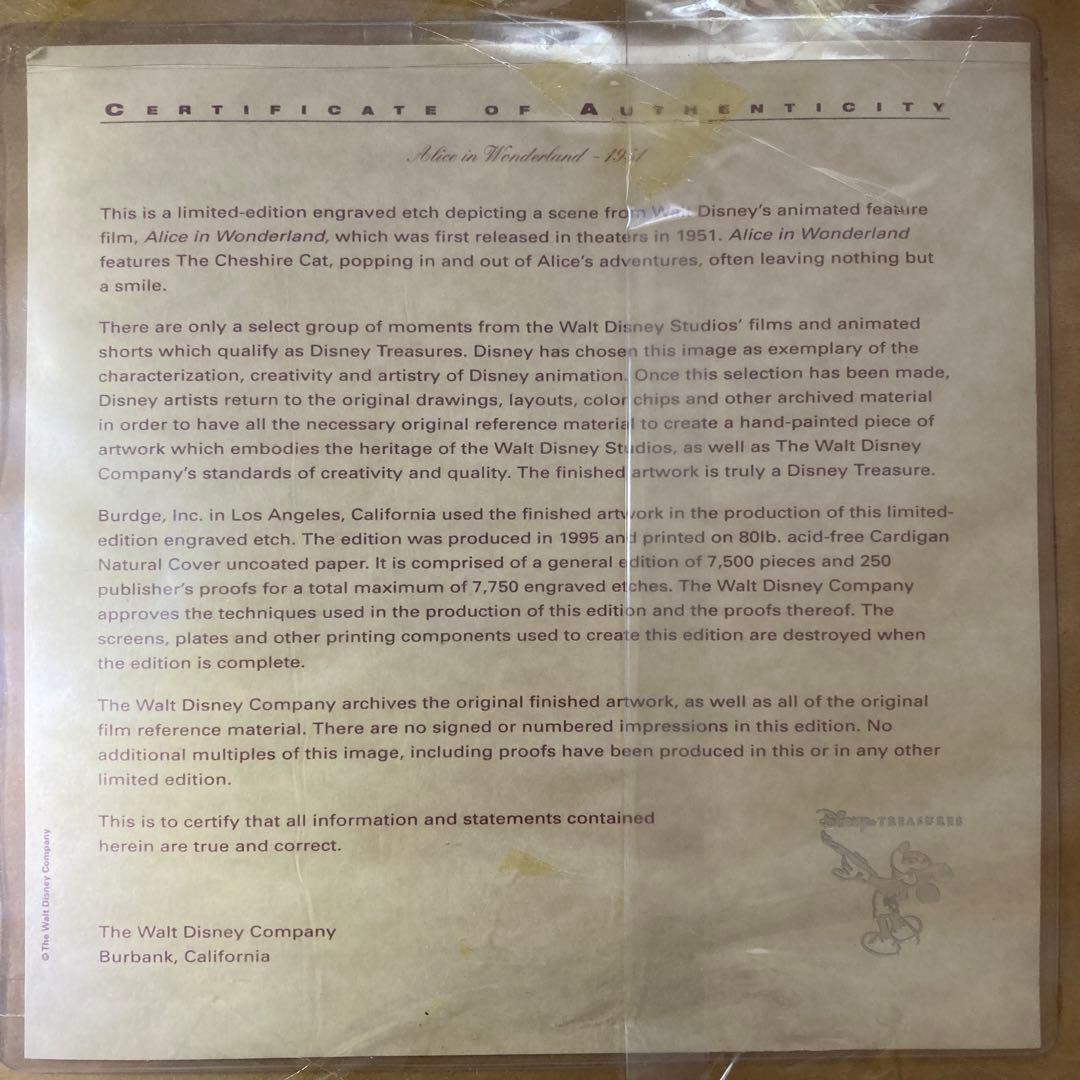 CERTIFICATE OF AUTHENTICITY
Alice in Wonderland - 1951
This is a limited-edition engraved etch depicting a scene from Walt Disney's animated feature
film, Alice in Wonderland, which was first released in theaters in 1951. Alice in Wonderland
features The Cheshire Cat, popping in and out of Alice's adventures, often leaving nothing but
a smile.
There are only a select group of moments from the Walt Disney Studios' films and animated
shorts which qualify as Disney Treasures. Disney has chosen this image as exemplary of the
characterization, creativity and artistry of Disney animation. Once this selection has been made,
Disney artists return to the original drawings, layouts, color chips and other archived material
in order to have all the necessary original reference material to create a hand-painted piece of
artwork which embodies the heritage of the Walt Disney Studios, as well as The Walt Disney
Company's standards of creativity and quality. The finished artwork is truly a Disney Treasure.
Burdge, Inc. in Los Angeles, California used the finished artwork in the production of this limited-
edition engraved etch. The edition was produced in 1995 and printed on 80lb. acid-free Cardigan
Natural Cover uncoated paper. It is comprised of a general edition of 7,500 pieces and 250
publisher's proofs for a total maximum of 7,750 engraved etches. The Walt Disney Company
approves the techniques used in the production of this edition and the proofs thereof. The
screens, plates and other printing components used to create this edition are destroyed when
the edition is complete.
The Walt Disney Company archives the original finished artwork, as well as all of the original
film reference material. There are no signed or numbered impressions in this edition. No
additional multiples of this image, including proofs have been produced in this or in any other
limited edition.
This is to certify that all information and statements contained
herein are true and correct.
Disney TREASURES
The Walt Disney Company
Burbank, California
© The Walt Disney Company